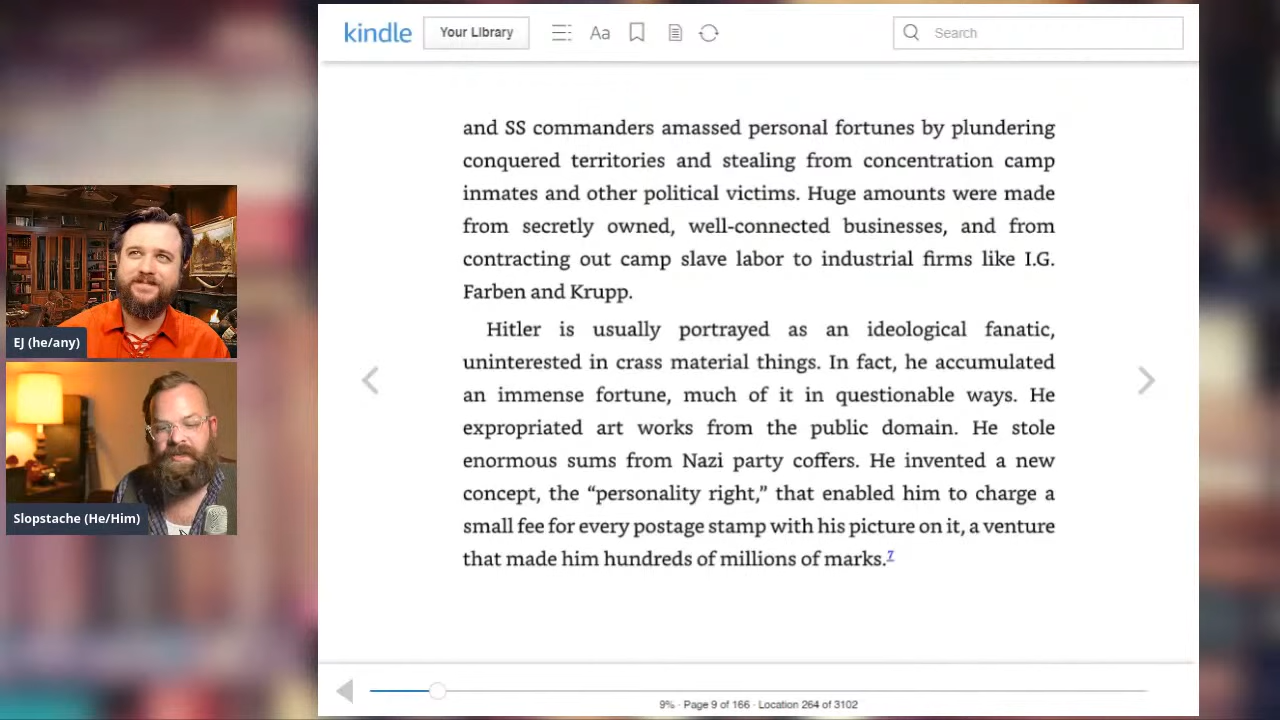 kindle
Your Library
Aa
Search
and SS commanders amassed personal fortunes by plundering
conquered territories and stealing from concentration camp
inmates and other political victims. Huge amounts were made
from secretly owned, well-connected businesses, and from
contracting out camp slave labor to industrial firms like I.G.
Farben and Krupp.
Hitler is usually portrayed as an ideological fanatic,
uninterested in crass material things. In fact, he accumulated
an immense fortune, much of it in questionable ways. He
expropriated art works from the public domain. He stole
enormous sums from Nazi party coffers. He invented a new
concept, the “personality right,” that enabled him to charge a
small fee for every postage stamp with his picture on it, a venture
that made him hundreds of millions of marks.7
9% · Page 9 of 166 · Location 264 of 3102
EJ (he/any)
Slopstache (He/Him)